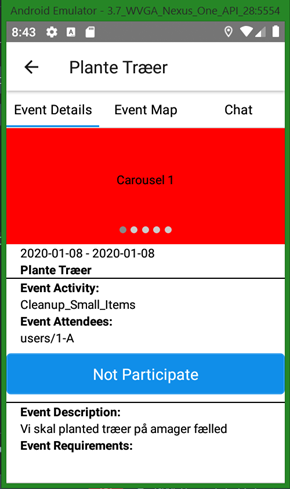 Android Emulator - 3.7_WVGA_Nexus_One_API_28:5554
8:43
Plante Træer
Event Details Event Map Chat
Carousel 1
2020-01-08 - 2020-01-08
Plante Træer
Event Activity:
Cleanup_Small_Items
Event Attendees:
users/1-A
Not Participate
Event Description:
Vi skal planted træer på amager fælled
Event Requirements: